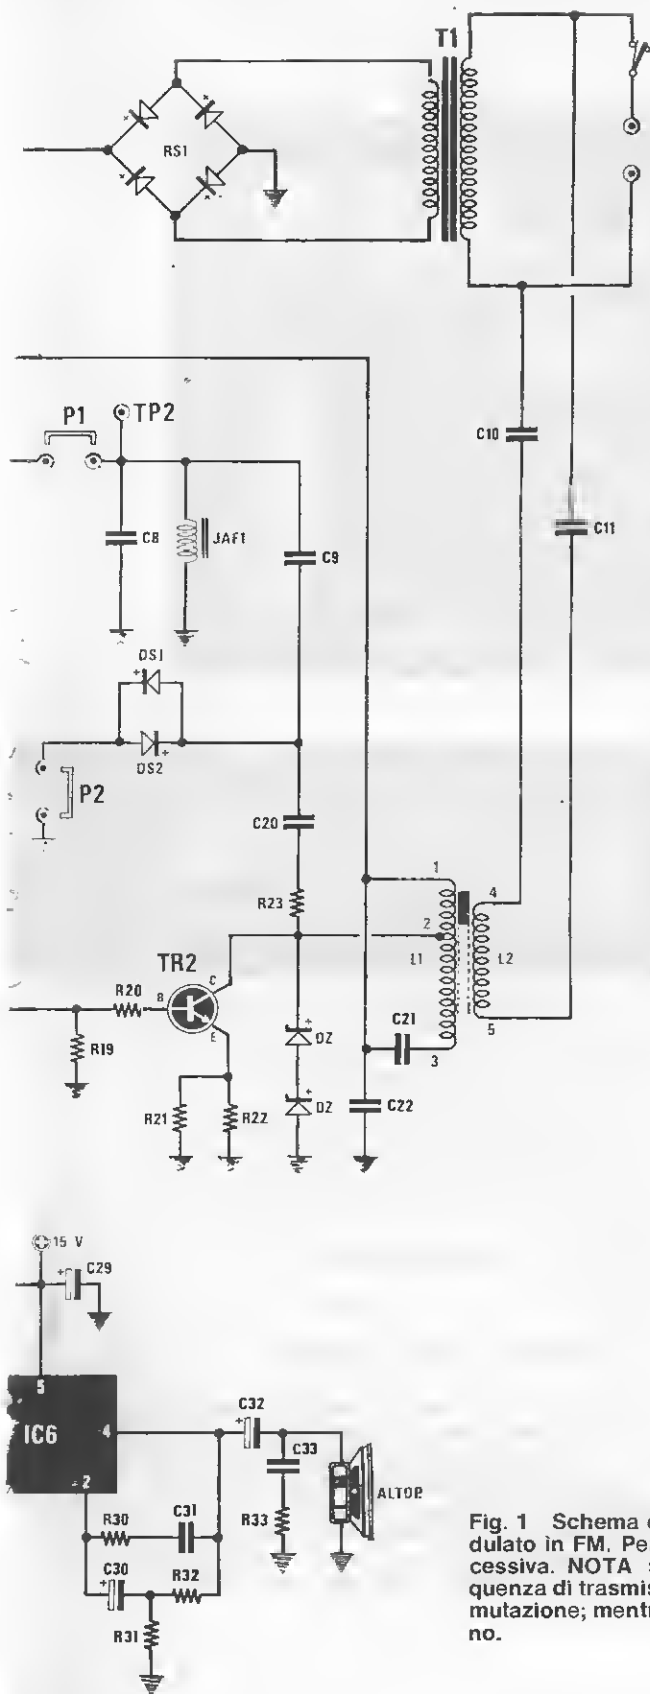 T1
RS1
P1
TP2
C10
C8
JAF1
C9
C11
DS1
DS2
P2
C20
1
4
R23
2
TR2
L1
L2
C
R20
B
C21
5
E
DZ
3
R19
R21
R22
DZ
C22
15 V
C29
5
IC6
4
C32
C33
2
ALTOP.
R30
C31
R33
C30
R32
R31
Fig. 1 Schema
dulato in FM. Pe
cessiva. NOTA
quenza di trasmis
mutazione; mentr
no.